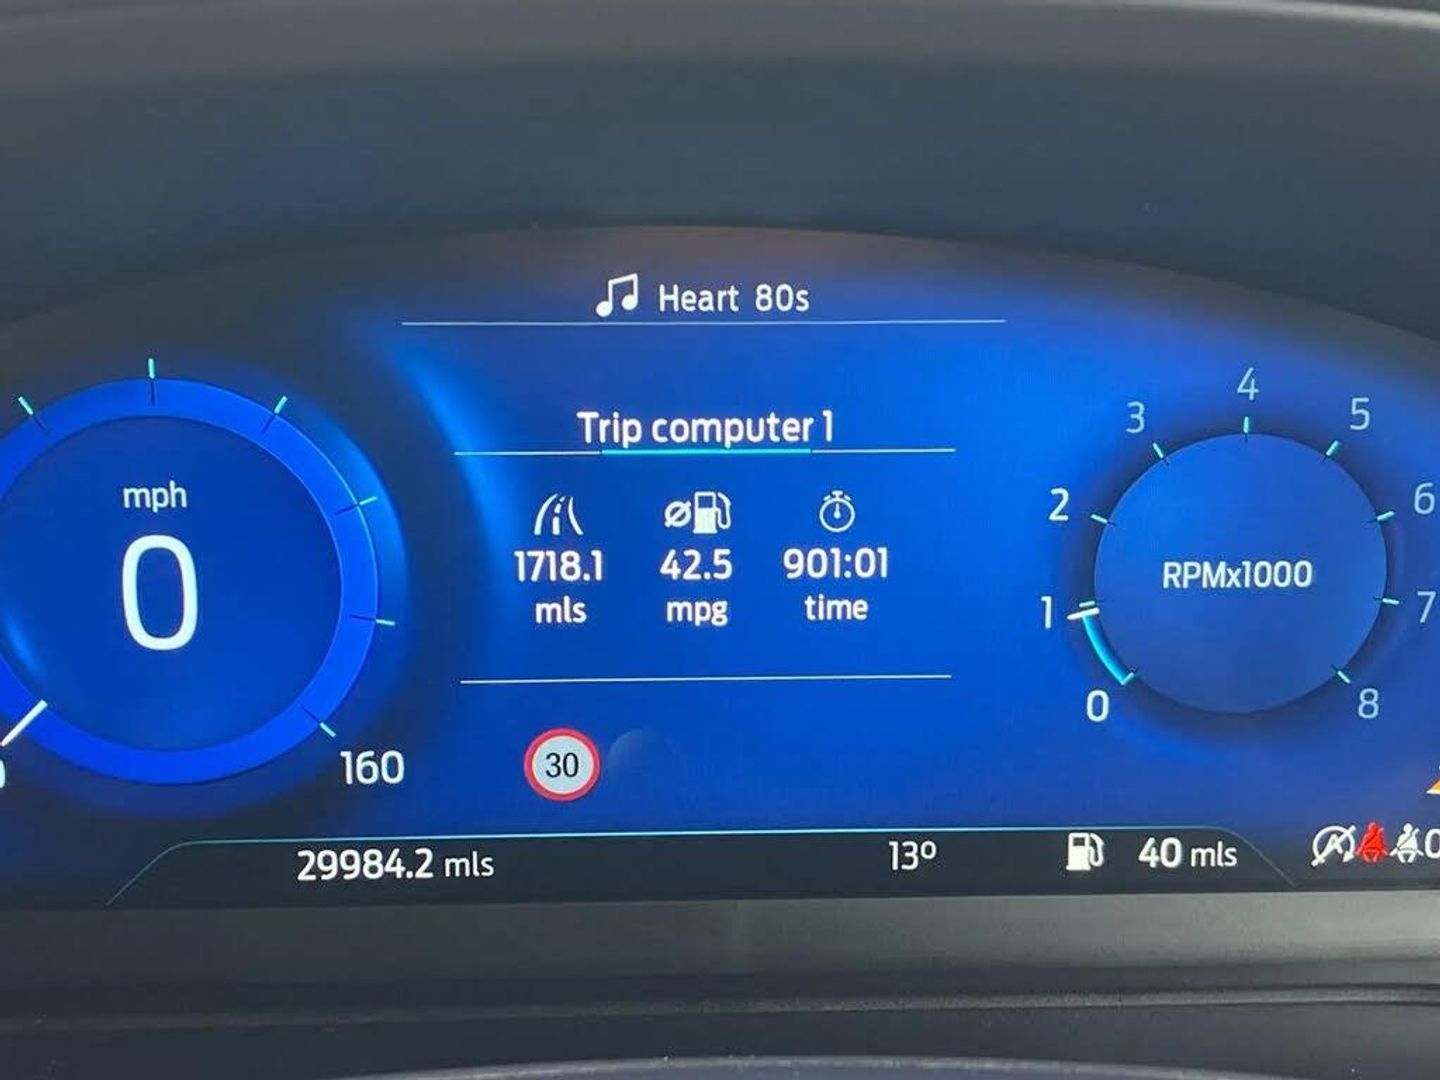 Heart 80s
Trip computer 1
mph
0
160
1718.1 42.5 901:01
mls mpg time
30
0 1 2 3 4 5 6 7 8
RPMx1000
29984.2 mls 13° 40 mls